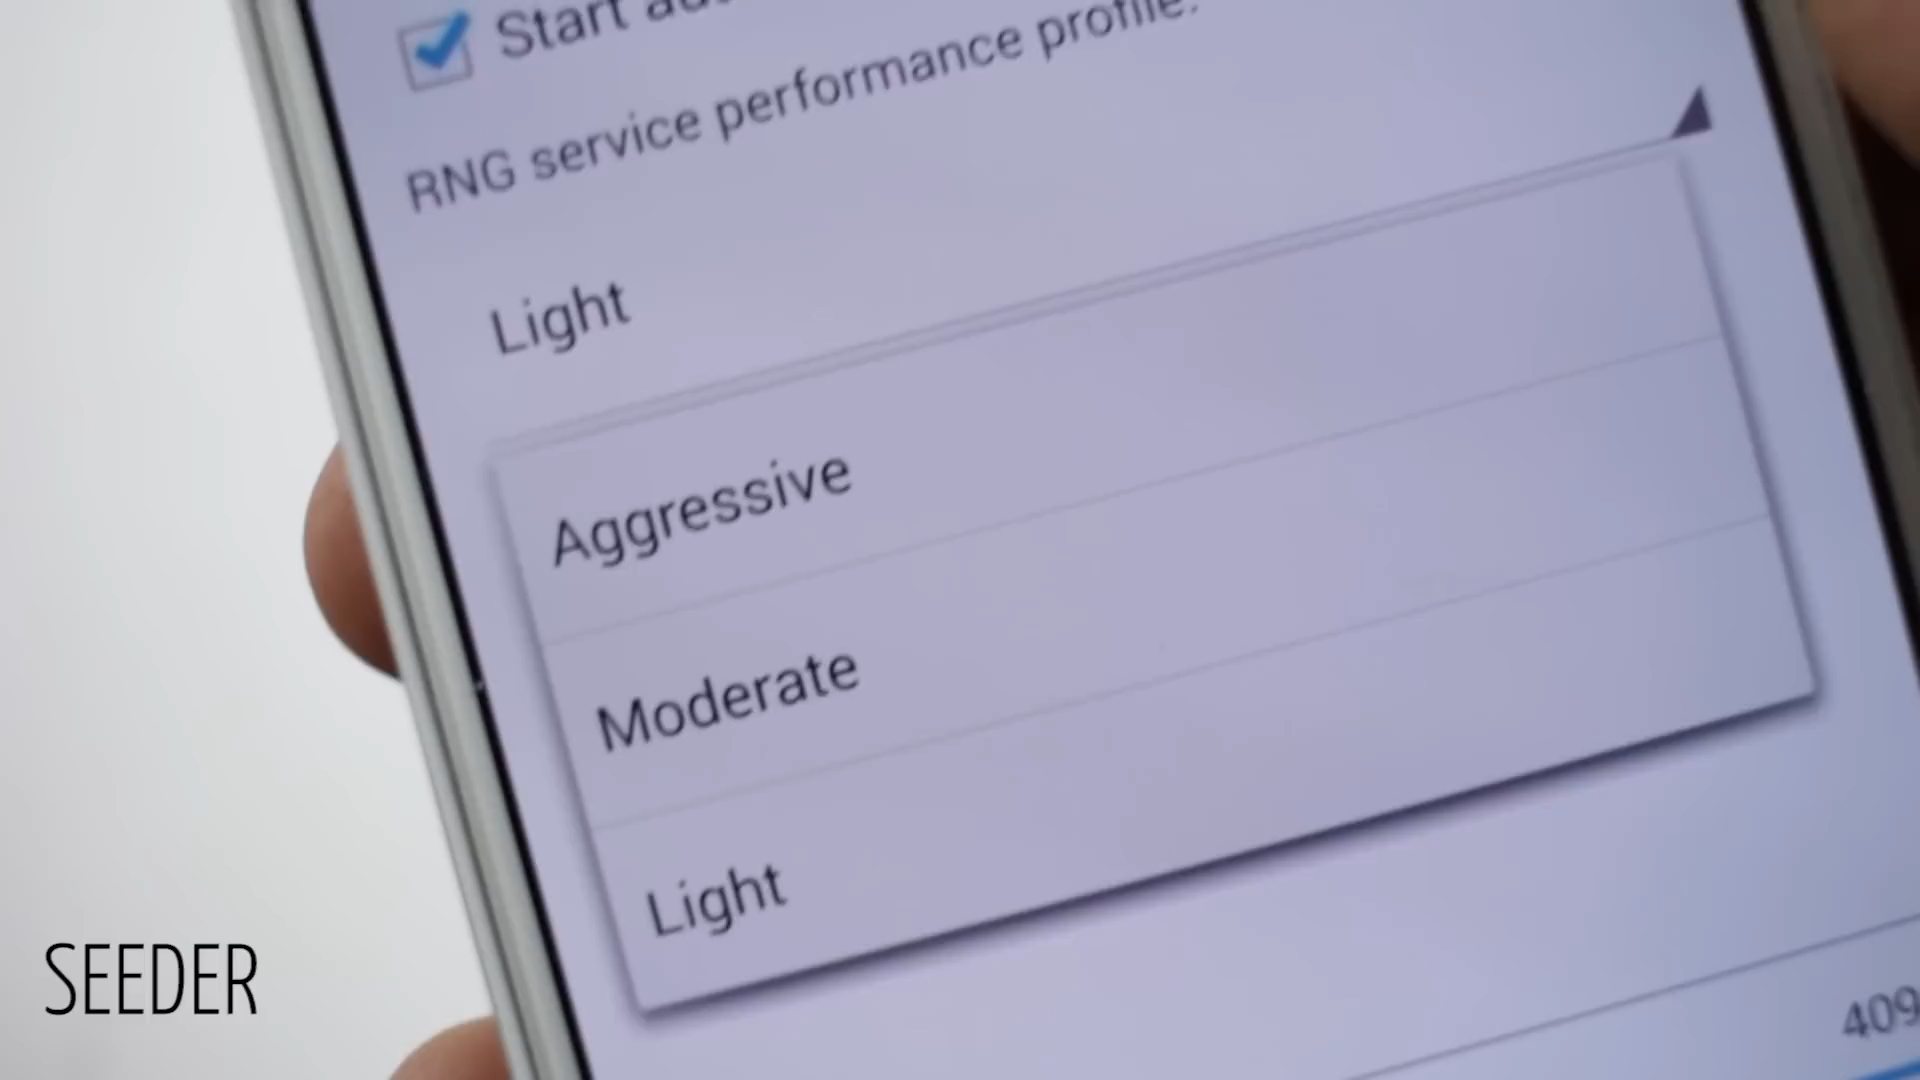 Start
RNG service performance profile:
Light
Aggressive
Moderate
Light
409
SEEDER